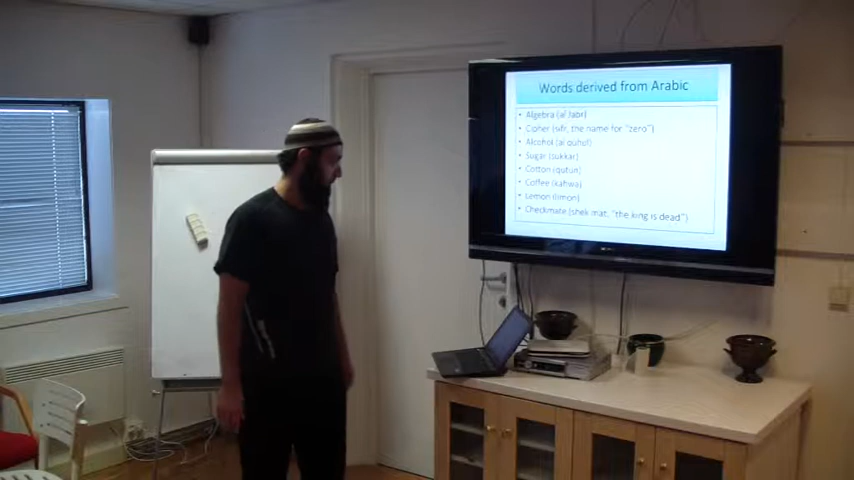 Words derived from Arabic
• Algebra (al Jabr)
• Cipher (sifr, the name for "zero")
• Alcohol (al quhol)
• Sugar (sukkar)
• Cotton (qutun)
• Coffee (kahwa)
• Lemon (limon)
• Checkmate (shek mat, "the king is dead")